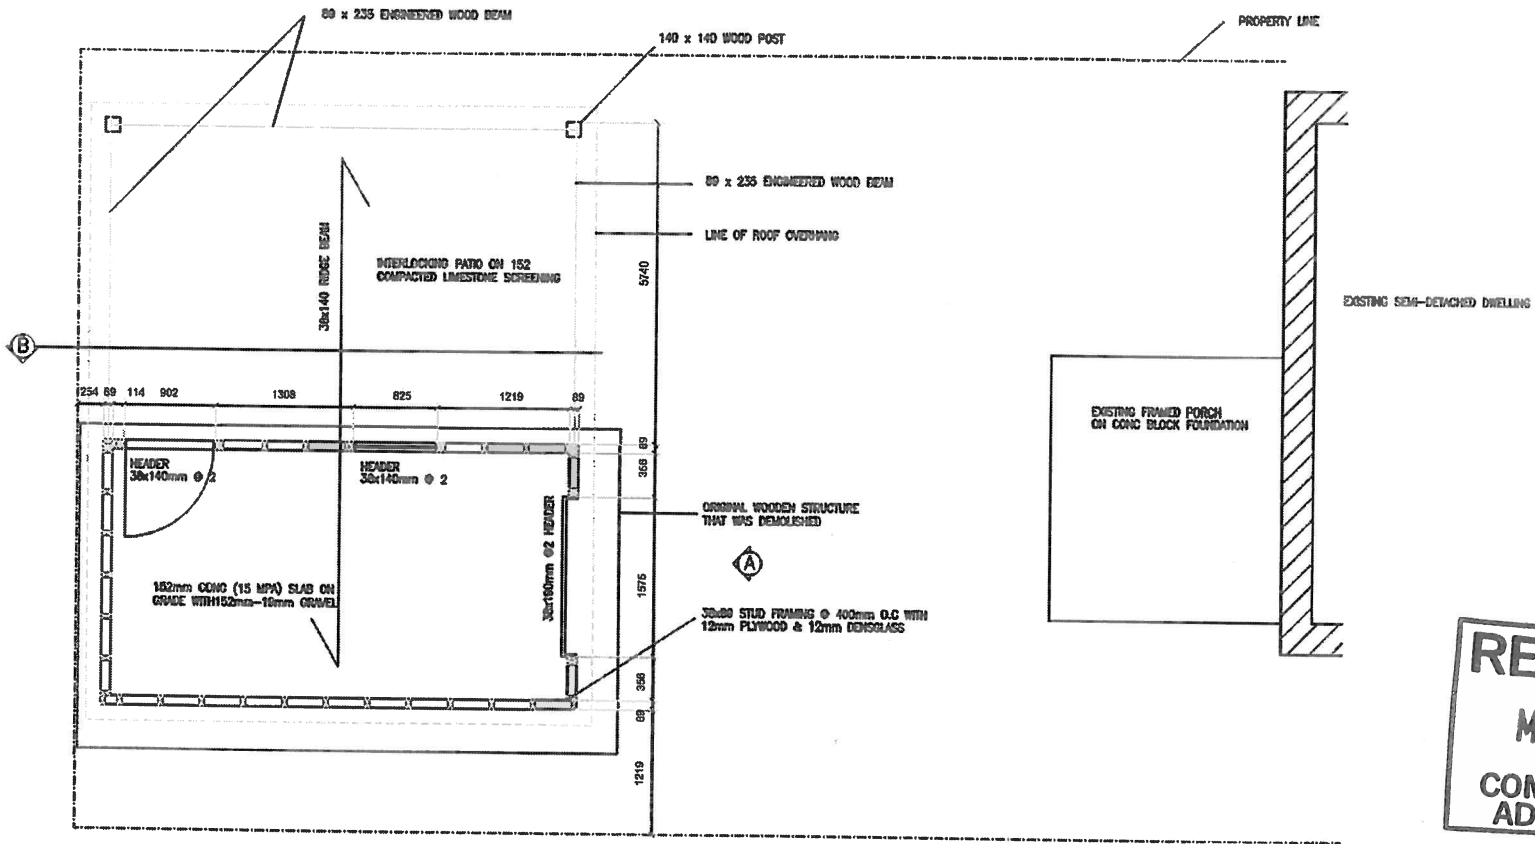 89 x 235 ENGINEERED WOOD BEAM
140 x 140 WOOD POST
PROPERTY LINE
89 x 235 ENGINEERED WOOD BEAM
LINE OF ROOF OVERHANG
38x140 RIDGE BEAM
INTERLOCKING PATIO ON 152
COMPACTED LIMESTONE SCREENING
5740
EXISTING SEMI-DETACHED DWELLING
B
254 89 114 902 1308 825 1219 89
EXISTING FRAMED PORCH
ON CONC BLOCK FOUNDATION
89
356
HEADER
38x140mm @ 2
HEADER
38x140mm @ 2
38x190mm @2 HEADER
ORIGINAL WOODEN STRUCTURE
THAT WAS DEMOLISHED
A
1575
152mm CONC (15 MPA) SLAB ON
GRADE WITH152mm-19mm GRAVEL
38x89 STUD FRAMING @ 400mm O.C WITH
12mm PLYWOOD & 12mm DENSGLASS
356
89
1219
RE
M
COM
AD